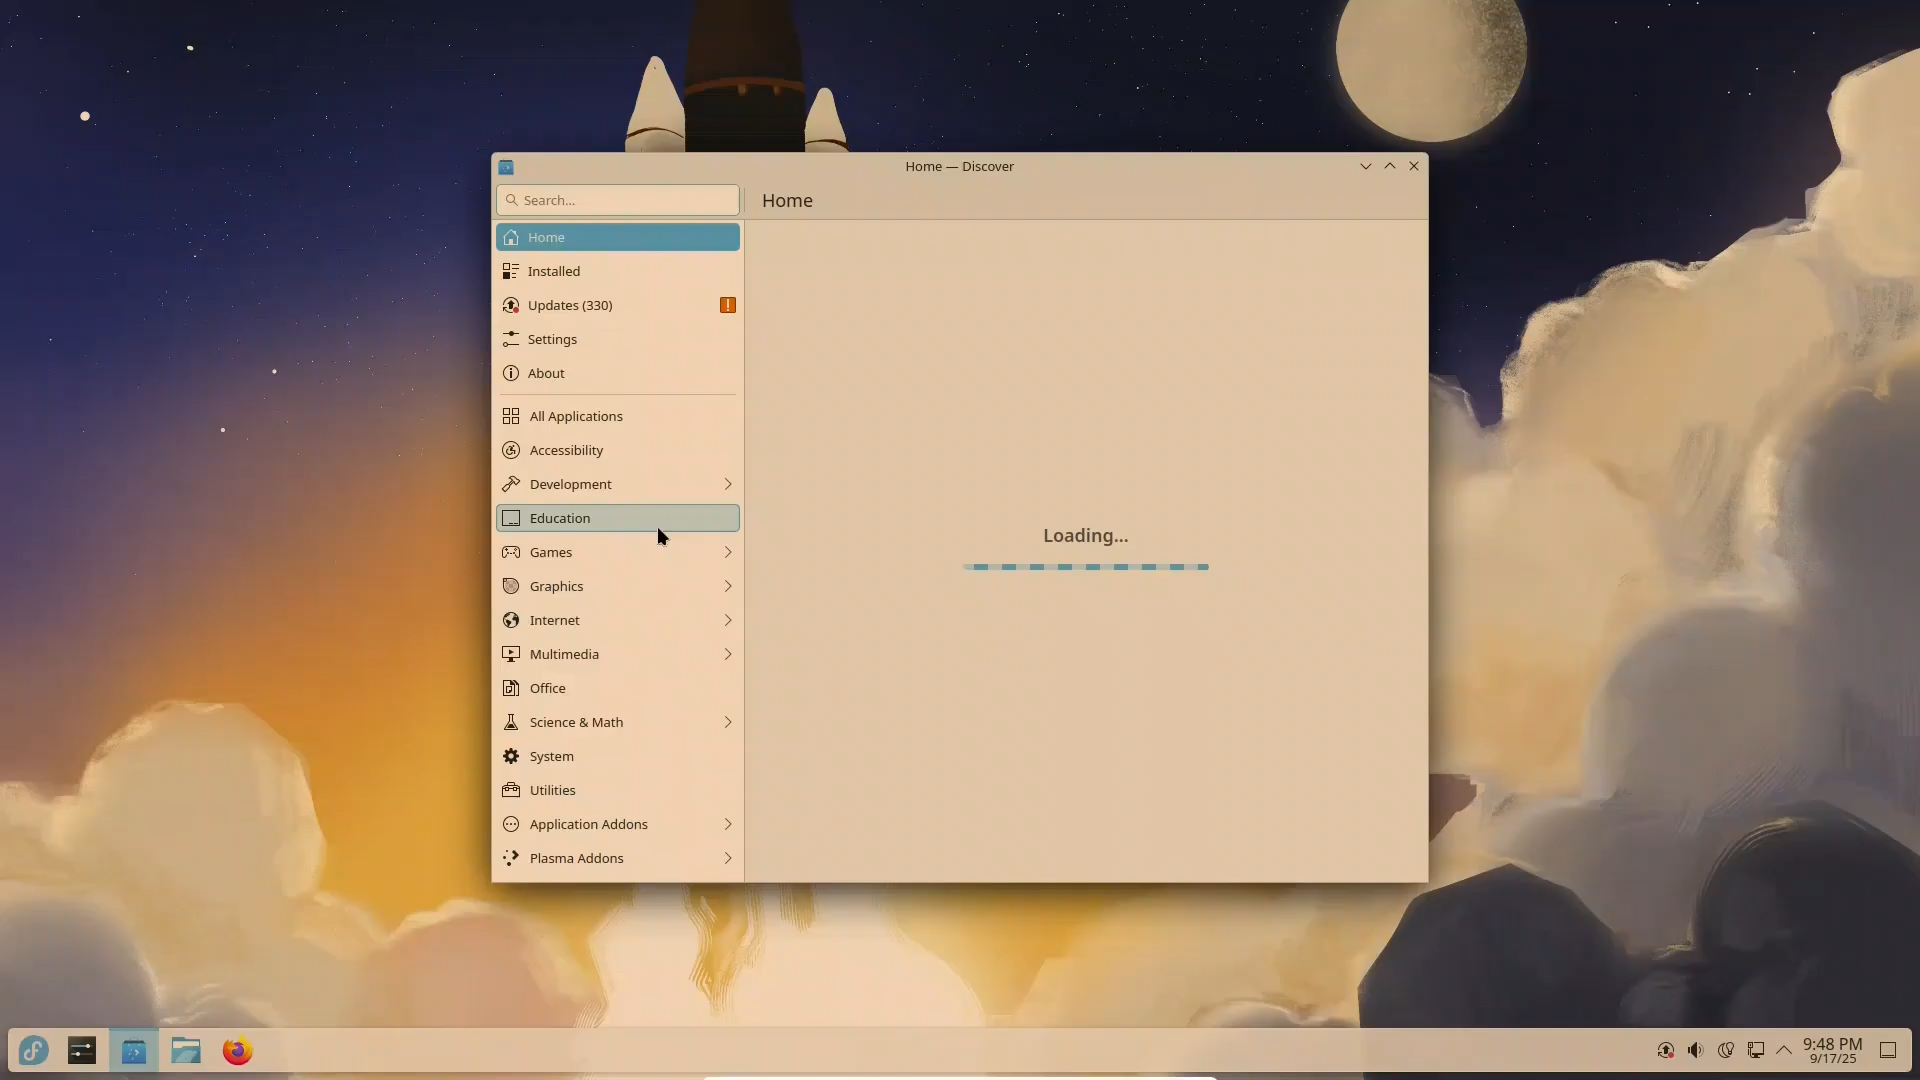 Home — Discover
Search...
Home
Home
Installed
Updates (330)
Settings
About
All Applications
Accessibility
Development
Education
Games
Graphics
Internet
Multimedia
Office
Science & Math
System
Utilities
Application Addons
Plasma Addons
Loading...
9:48 PM
9/17/25